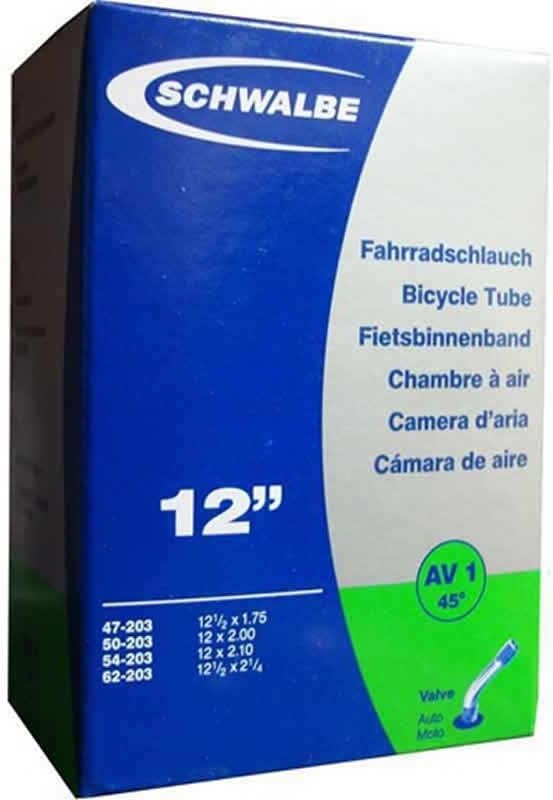 SCHWALBE
Fahrradschlauch
Bicycle Tube
Fietsbinnenband
Chambre à air
Camera d'aria
Cámara de aire
12”
47-203 12½ x 1.75
50-203 12 x 2.00
54-203 12 x 2.10
62-203 12½ x 2¼
AV 1
45°
Valve
Auto
Moto